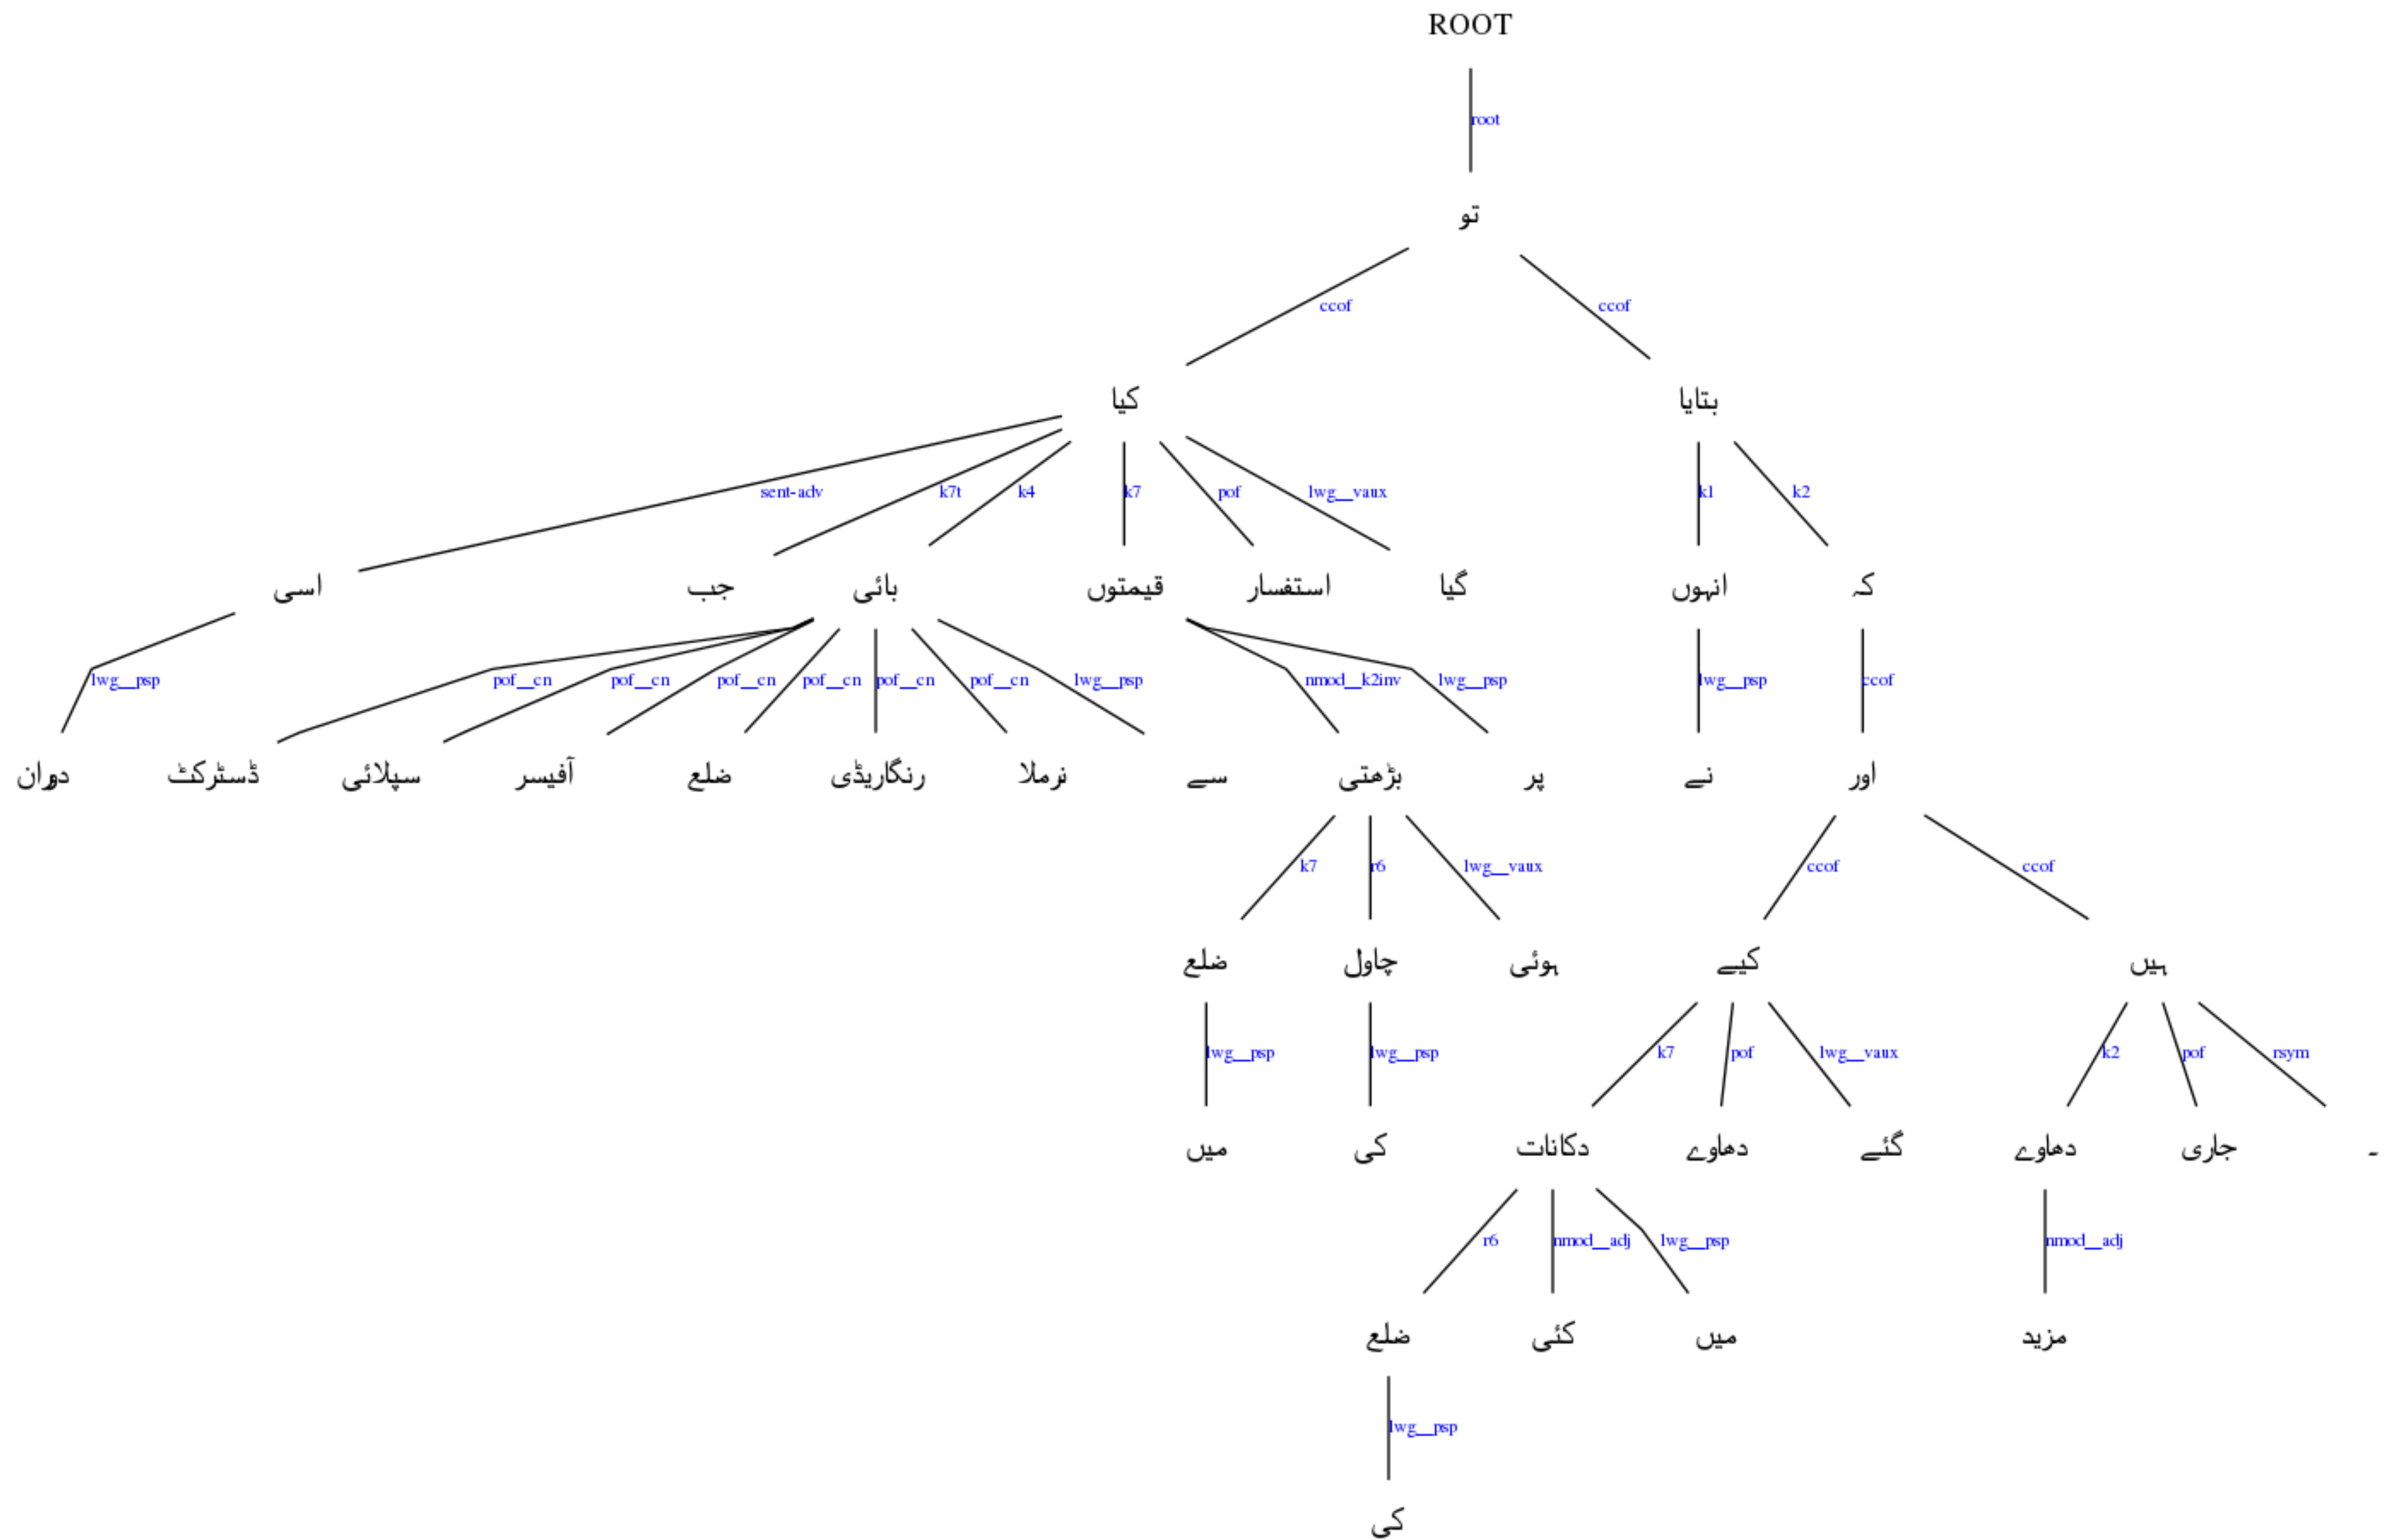 ROOT
root
تو
ccof ccof
کیا بتایا
sent-adv k7t k4 k7 pof lwg__vaux k1 k2
اسی جب بائی قیمتوں استفسار گیا انہوں کہ
lwg__psp pof__cn pof__cn pof__cn pof__cn pof__cn pof__cn lwg__psp nmod__k2inv lwg__psp lwg__psp ccof
دوران ڈسٹرکٹ سپلائی آفیسر ضلع رنگاریڈی نرملا سے بڑھتی پر نے اور
k7 r6 lwg__vaux ccof ccof
ضلع چاول ہوئی کیے ہیں
lwg__psp lwg__psp k7 pof lwg__vaux k2 pof rsym
میں کی دکانات دھاوے گئے دھاوے جاری ۔
r6 nmod__adj lwg__psp nmod__adj
ضلع کئی میں مزید
lwg__psp
کی